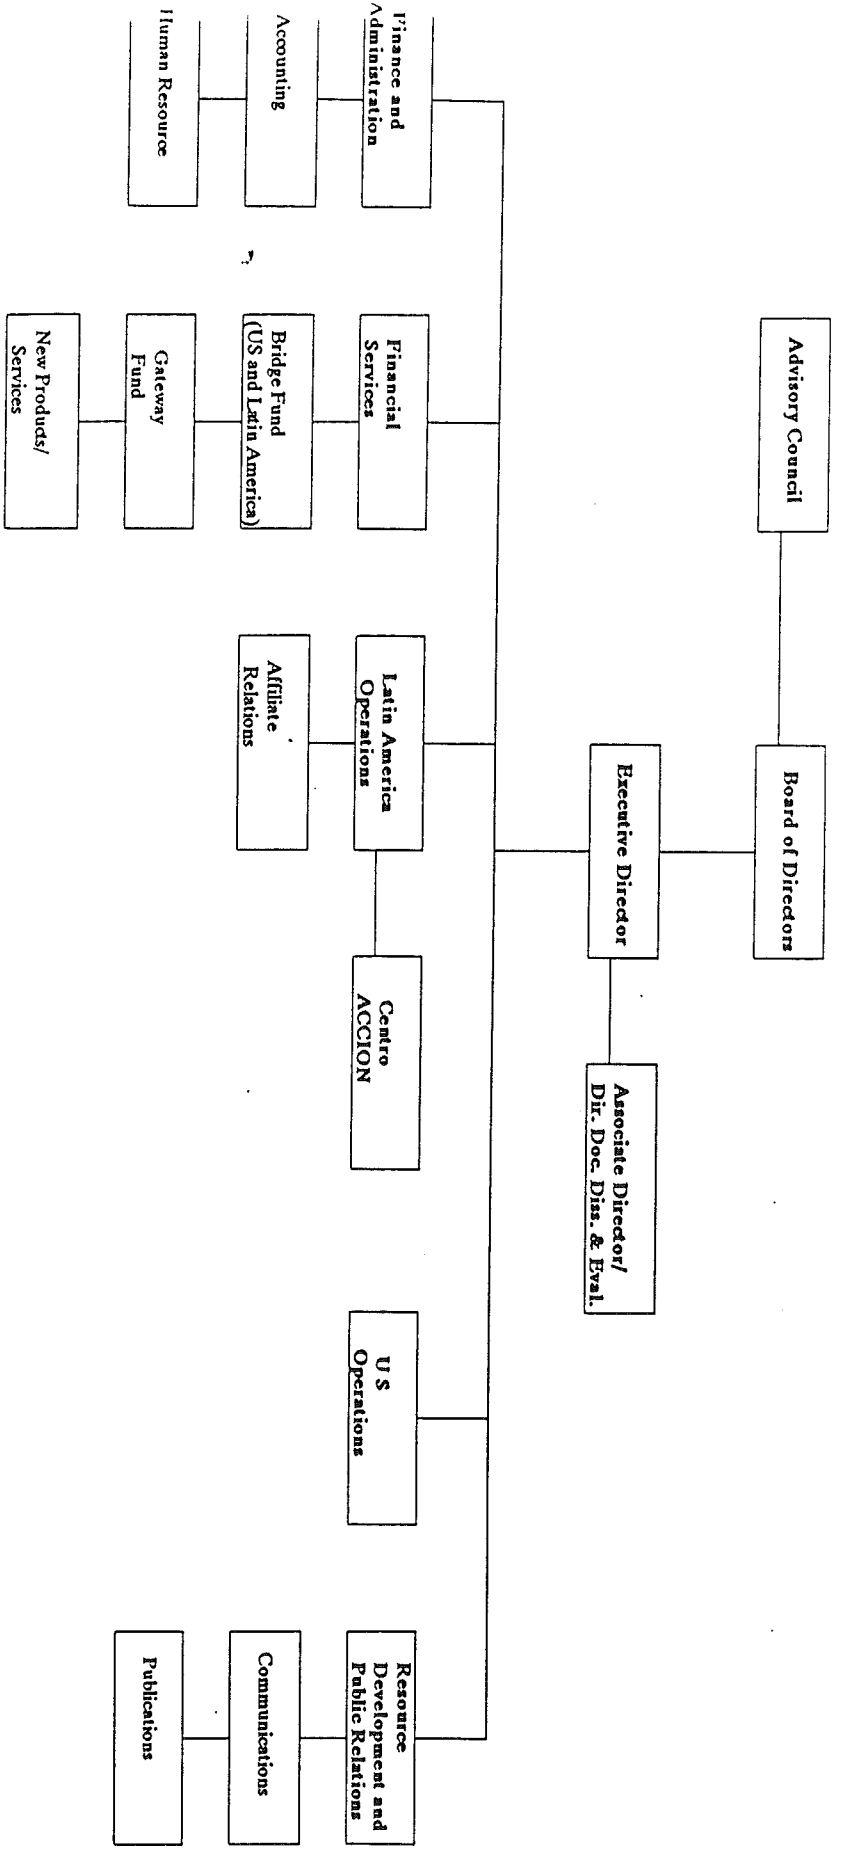 Advisory Council
Board of Directors
Executive Director
Associate Director/
Dir. Doc. Diss. & Eval.
Finance and
Administration
Accounting
Human Resource
Financial
Services
Bridge Fund
(US and Latin America)
Gateway
Fund
New Products/
Services
Latin America
Operations
Affiliate
Relations
Centro
ACCION
U S
Operations
Resource
Development and
Public Relations
Communications
Publications